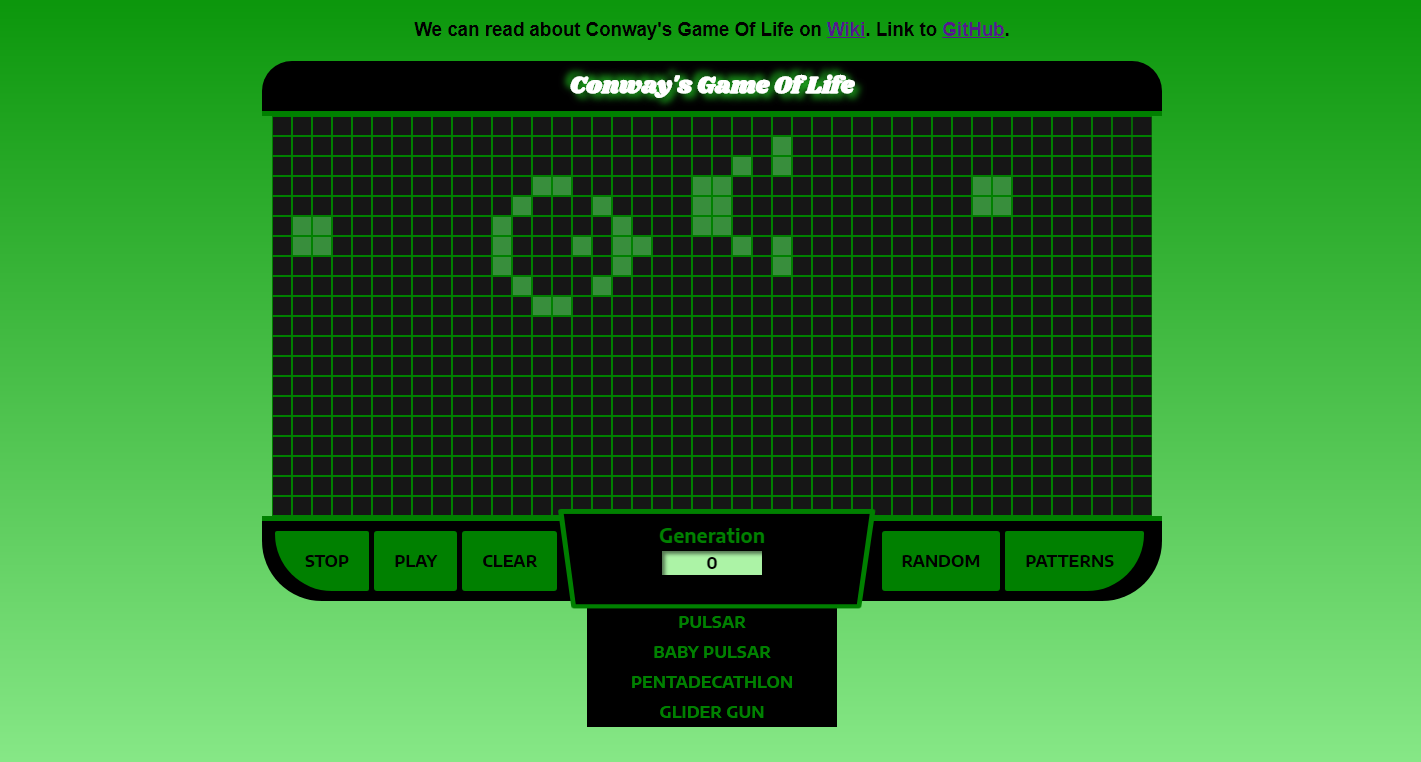 We can read about Conway's Game Of Life on Wiki. Link to GitHub.
Conway's Game Of Life
Generation
0
STOP PLAY CLEAR RANDOM PATTERNS
PULSAR
BABY PULSAR
PENTADECATHLON
GLIDER GUN